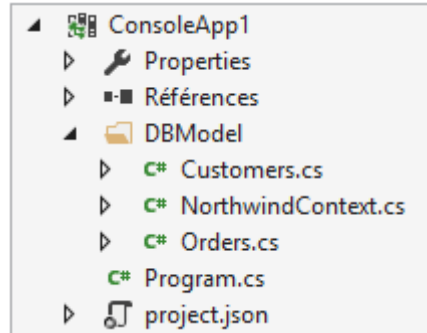 ConsoleApp1
Properties
Références
DBModel
C# Customers.cs
C# NorthwindContext.cs
C# Orders.cs
C# Program.cs
project.json